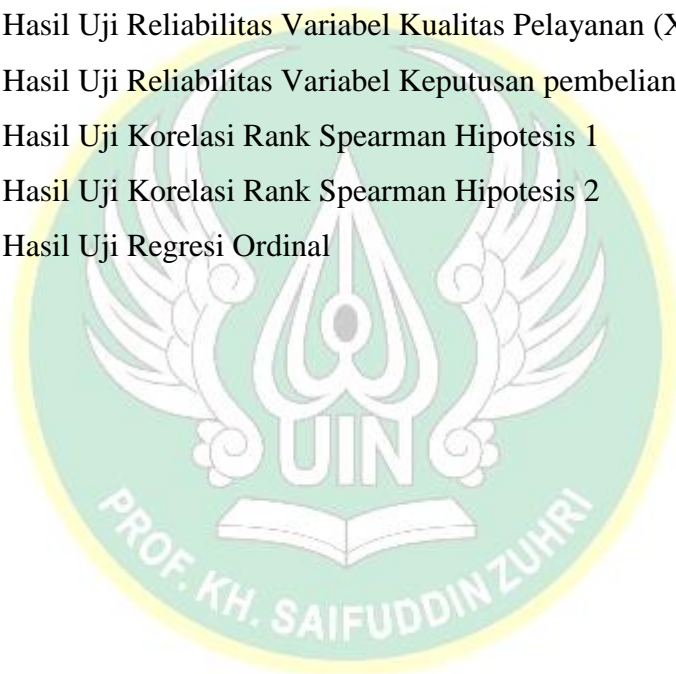 Hasil Uji Reliabilitas Variabel Kualitas Pelayanan (X
Hasil Uji Reliabilitas Variabel Keputusan pembelian
Hasil Uji Korelasi Rank Spearman Hipotesis 1
Hasil Uji Korelasi Rank Spearman Hipotesis 2
Hasil Uji Regresi Ordinal
UIN
PROF. KH. SAIFUDDIN ZUHRI